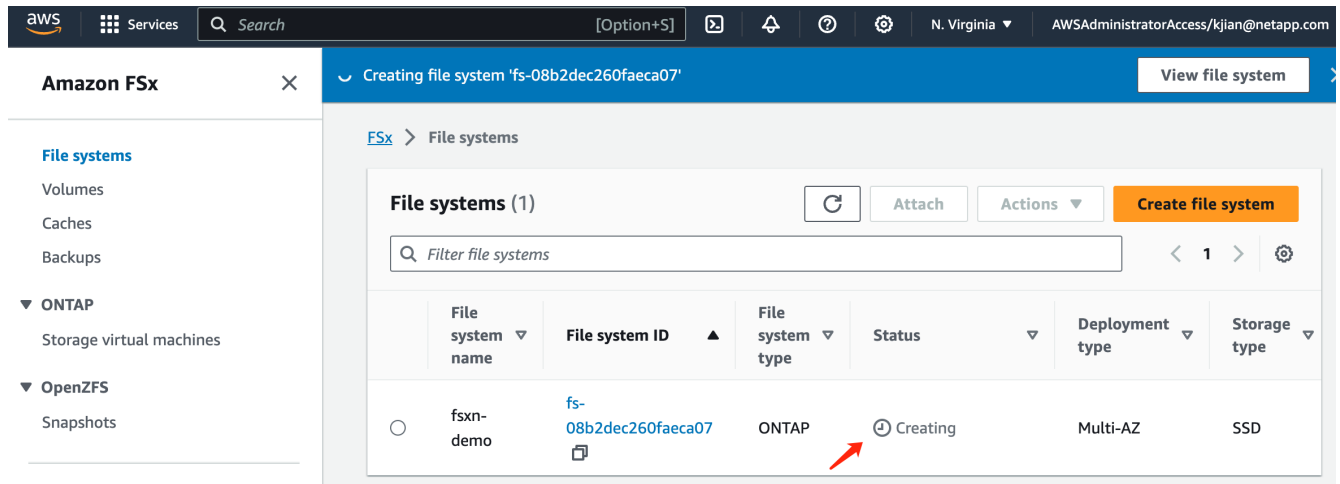 aws
Services
Search
[Option+S]
N. Virginia
AWSAdministratorAccess/kjian@netapp.com
Amazon FSx
Creating file system 'fs-08b2dec260faeca07'
View file system
File systems
Volumes
Caches
Backups
ONTAP
Storage virtual machines
OpenZFS
Snapshots
FSx
File systems
File systems (1)
Attach
Actions
Create file system
Filter file systems
1
File
system
name
File system ID
File
system
type
Status
Deployment
type
Storage
type
fsxn-
demo
fs-
08b2dec260faeca07
ONTAP
Creating
Multi-AZ
SSD